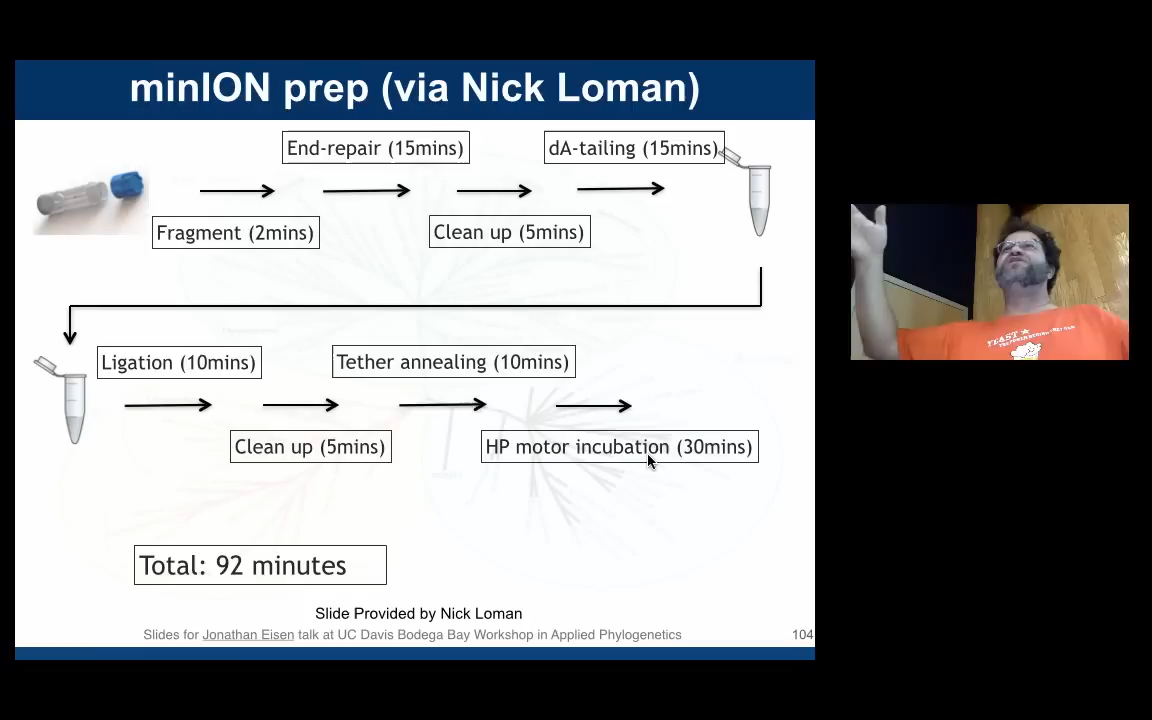 minION prep (via Nick Loman)
End-repair (15mins)
dA-tailing (15mins)
Fragment (2mins)
Clean up (5mins)
Ligation (10mins)
Tether annealing (10mins)
Clean up (5mins)
HP motor incubation (30mins)
Total: 92 minutes
Slide Provided by Nick Loman
Slides for Jonathan Eisen talk at UC Davis Bodega Bay Workshop in Applied Phylogenetics
104
YEAST